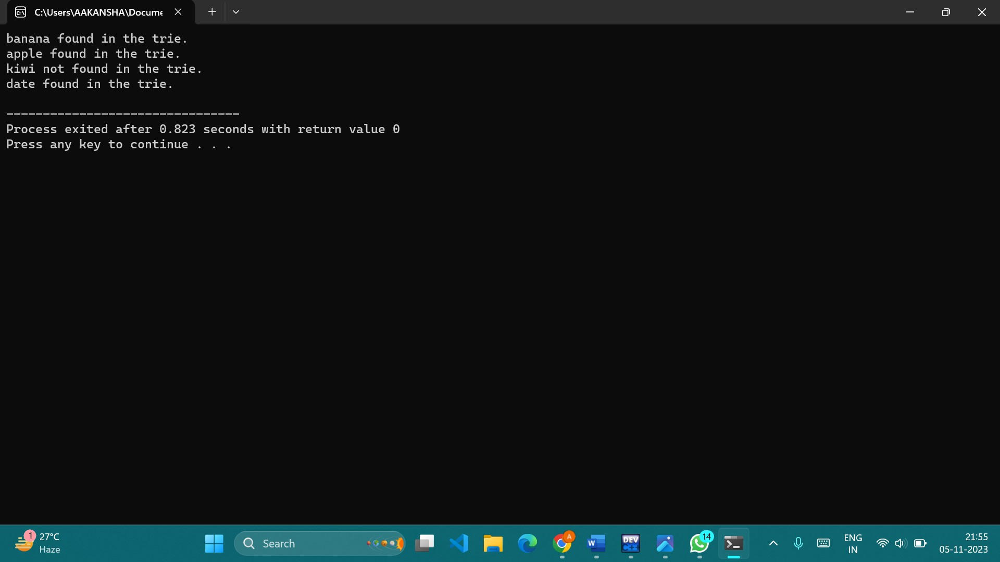 C:\Users\AAKANSHA\Docume
banana found in the trie.
apple found in the trie.
kiwi not found in the trie.
date found in the trie.
--------------------------------
Process exited after 0.823 seconds with return value 0
Press any key to continue . . .
1
27°C
Haze
Search
A
W
DEV
C++
14
ENG
IN
21:55
05-11-2023